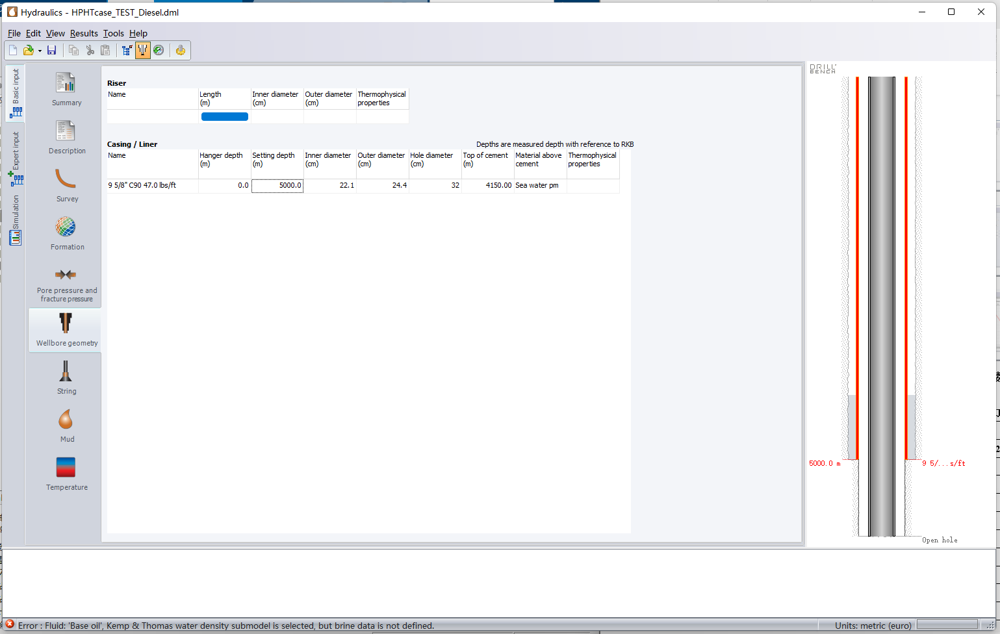 Hydraulics - HPHTcase_TEST_Diesel.dml
File Edit View Results Tools Help
Basic input
Expert input
Simulation
Summary
Description
Survey
Formation
Pore pressure and
fracture pressure
Wellbore geometry
String
Mud
Temperature
Riser
Name Length Inner diameter Outer diameter Thermophysical
(m) (cm) (cm) properties
Casing / Liner Depths are measured depth with reference to RKB
Name Hanger depth Setting depth Inner diameter Outer diameter Hole diameter Top of cement Material above Thermophysical
(m) (m) (cm) (cm) (cm) (m) cement properties
9 5/8" C90 47.0 lbs/ft 0.0 5000.0 22.1 24.4 32 4150.00 Sea water pm
DRILL
BENCH
5000.0 m 9 5/...s/ft
Open hole
Error : Fluid: 'Base oil', Kemp & Thomas water density submodel is selected, but brine data is not defined.
Units: metric (euro)